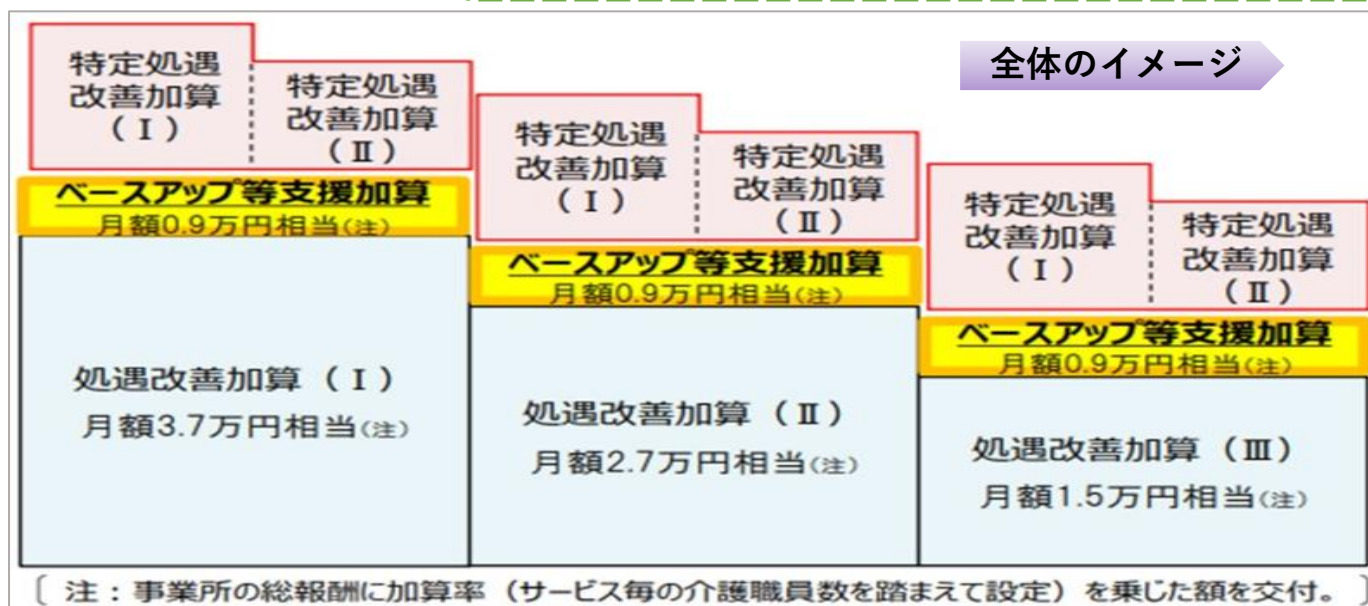 全体のイメージ
特定処遇
改善加算
（Ⅰ）
特定処遇
改善加算
（Ⅱ）
ベースアップ等支援加算
月額0.9万円相当(注)
処遇改善加算（Ⅰ）
月額3.7万円相当(注)
特定処遇
改善加算
（Ⅰ）
特定処遇
改善加算
（Ⅱ）
ベースアップ等支援加算
月額0.9万円相当(注)
処遇改善加算（Ⅱ）
月額2.7万円相当(注)
特定処遇
改善加算
（Ⅰ）
特定処遇
改善加算
（Ⅱ）
ベースアップ等支援加算
月額0.9万円相当(注)
処遇改善加算（Ⅲ）
月額1.5万円相当(注)
〔 注：事業所の総報酬に加算率（サービス毎の介護職員数を踏まえて設定）を乗じた額を交付。 〕